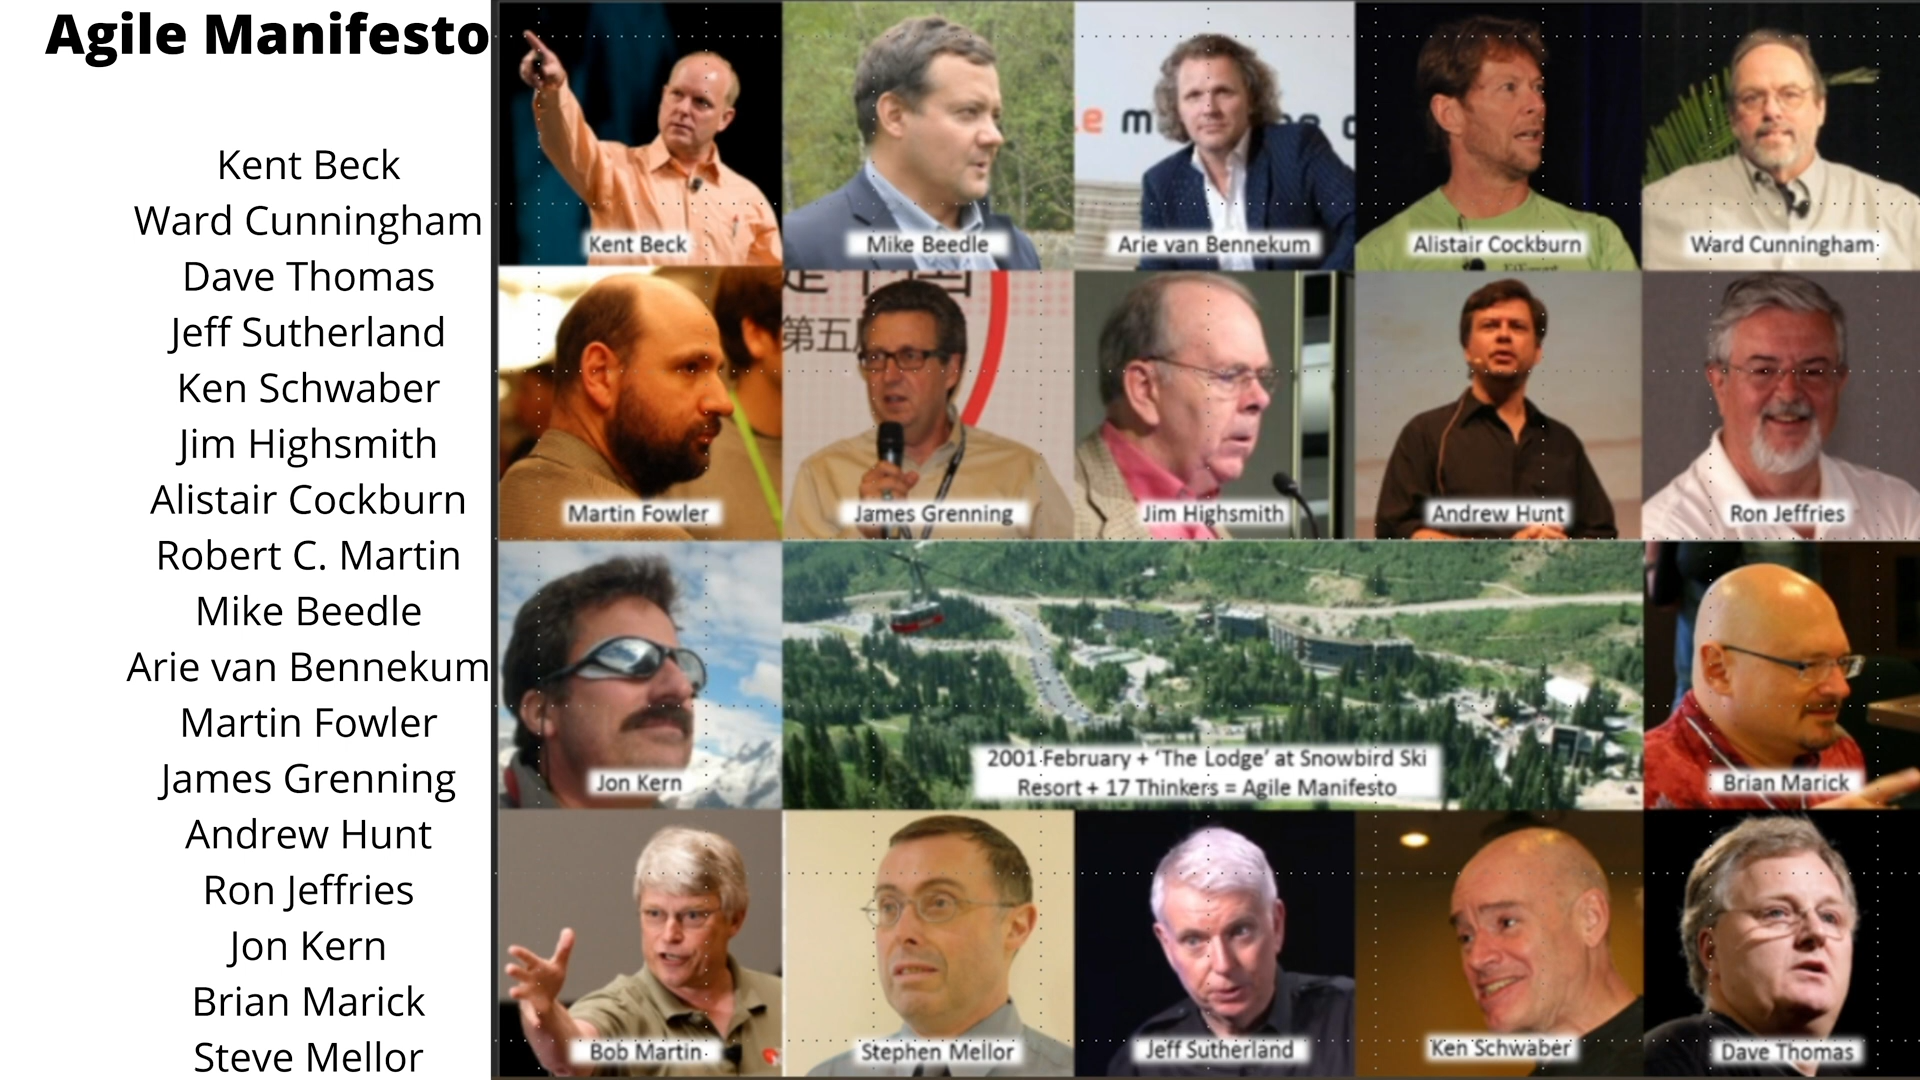 Agile Manifesto
Kent Beck
Ward Cunningham
Dave Thomas
Jeff Sutherland
Ken Schwaber
Jim Highsmith
Alistair Cockburn
Robert C. Martin
Mike Beedle
Arie van Bennekum
Martin Fowler
James Grenning
Andrew Hunt
Ron Jeffries
Jon Kern
Brian Marick
Steve Mellor
Kent Beck
Mike Beedle
Arie van Bennekum
Alistair Cockburn
Ward Cunningham
第五
Martin Fowler
James Grenning
Jim Highsmith
Andrew Hunt
Ron Jeffries
Jon Kern
2001 February + ‘The Lodge’ at Snowbird Ski
Resort + 17 Thinkers = Agile Manifesto
Brian Marick
Bob Martin
Stephen Mellor
Jeff Sutherland
Ken Schwaber
Dave Thomas